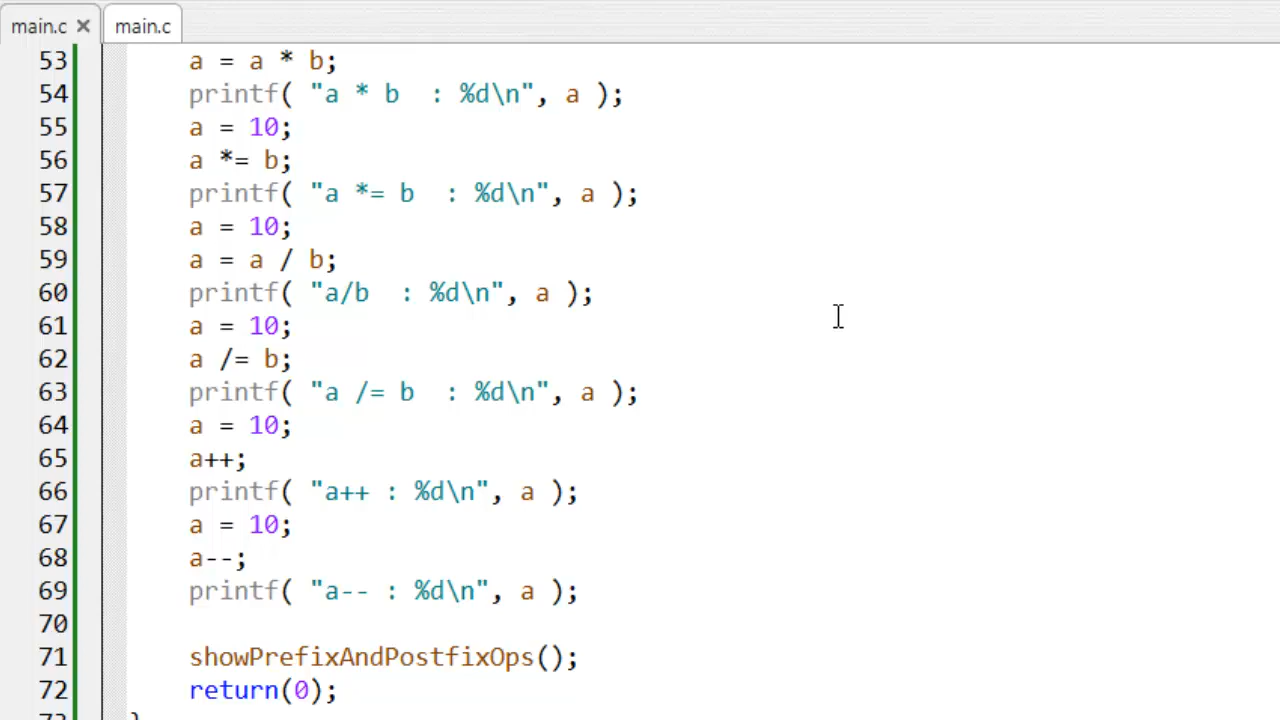 main.c × main.c
53 a = a * b;
54 printf( "a * b  : %d\n", a );
55 a = 10;
56 a *= b;
57 printf( "a *= b  : %d\n", a );
58 a = 10;
59 a = a / b;
60 printf( "a/b  : %d\n", a );
61 a = 10;
62 a /= b;
63 printf( "a /= b  : %d\n", a );
64 a = 10;
65 a++;
66 printf( "a++ : %d\n", a );
67 a = 10;
68 a--;
69 printf( "a-- : %d\n", a );
70
71 showPrefixAndPostfixOps();
72 return(0);
73 }